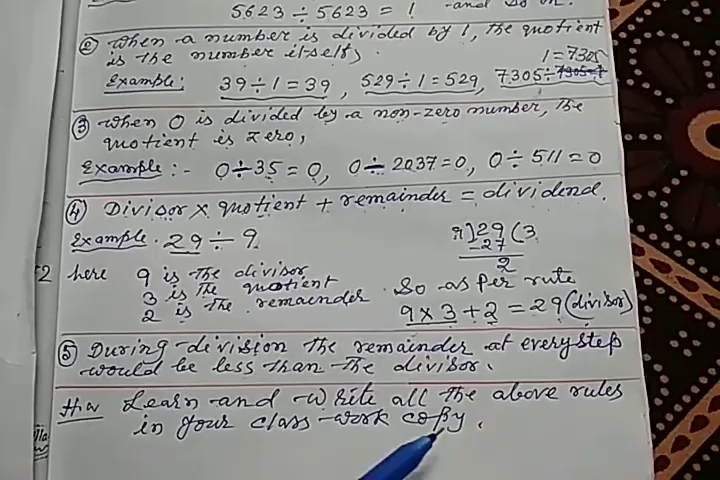 5623 ÷ 5623 = 1 and so on.
② When a number is divided by 1, the quotient
is the number itself,
1 = 7305
Example: 39 ÷ 1 = 39, 529 ÷ 1 = 529, 7305 ÷
③ When 0 is divided by a non-zero number, the
quotient is zero,
Example :- 0 ÷ 35 = 0, 0 ÷ 2037 = 0, 0 ÷ 511 = 0
④ Divisor x quotient + remainder = dividend.
Example. 29 ÷ 9
9)29(3
-27
2
here 9 is the divisor
3 is the quotient
2 is the remainder
So as per rule
9 x 3 + 2 = 29 (divisor)
⑤ During division the remainder at every step
would be less than the divisor.
H.W Learn and write all the above rules
in your class-work copy.